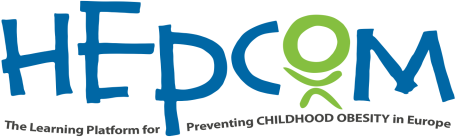 HEPCOM
The Learning Platform for Preventing CHILDHOOD OBESITY in Europe